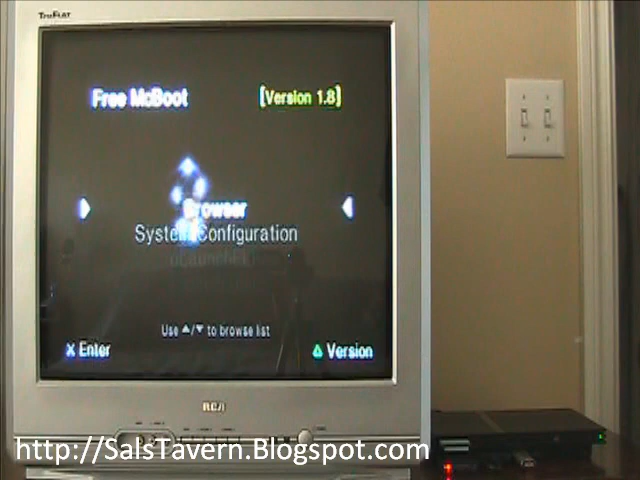 TruFLAT
Free McBoot [Version 1.8]
Browser
System Configuration
uLaunchELF
Use ▲/▼ to browse list
X Enter △ Version
RCA
http://SalsTavern.Blogspot.com